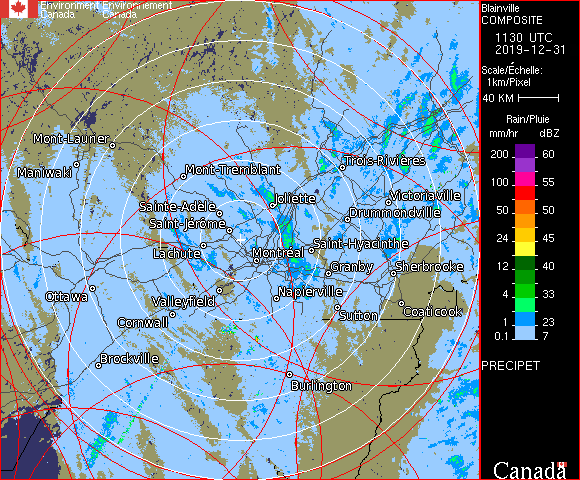 Environment Environnement
Canada Canada
Blainville
COMPOSITE
1130 UTC
2019-12-31
Scale/Échelle:
1km/Pixel
40 KM
Rain/Pluie
mm/hr dBZ
200 60
100 55
50 50
24 45
12 40
4 33
1 23
0.1 7
PRECIPET
Canada
Mont-Laurier
Maniwaki
Mont-Tremblant
Trois-Rivières
Sainte-Adèle
Joliette
Victoriaville
Saint-Jérôme
Drummondville
Lachute
Montréal
Saint-Hyacinthe
Granby
Sherbrooke
Ottawa
Valleyfield
Napierville
Cornwall
Sutton
Coaticook
Brockville
Burlington